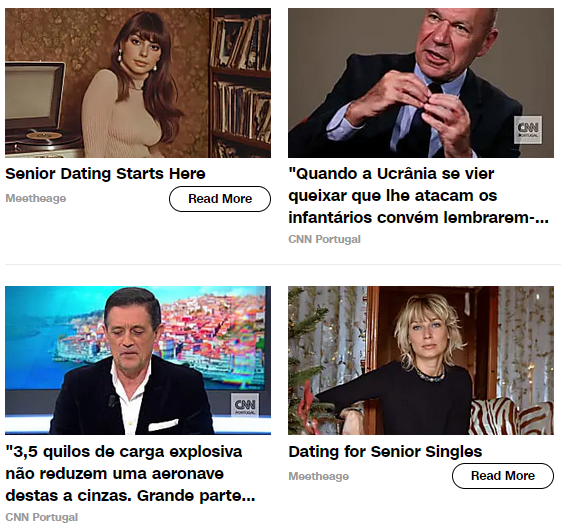 CNN
PORTUGAL
Senior Dating Starts Here
Meetheage
Read More
"Quando a Ucrânia se vier
queixar que lhe atacam os
infantários convém lembrarem-...
CNN Portugal
CNN
PORTUGAL
"3,5 quilos de carga explosiva
não reduzem uma aeronave
destas a cinzas. Grande parte...
CNN Portugal
Dating for Senior Singles
Meetheage
Read More